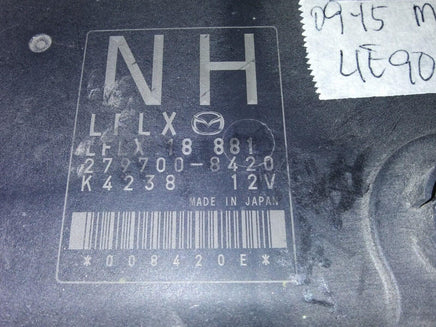 NH
LFLX
LFLX 18 881
279700-8420
K4238 12V
MADE IN JAPAN
*008420E*
09-15 M
4E90